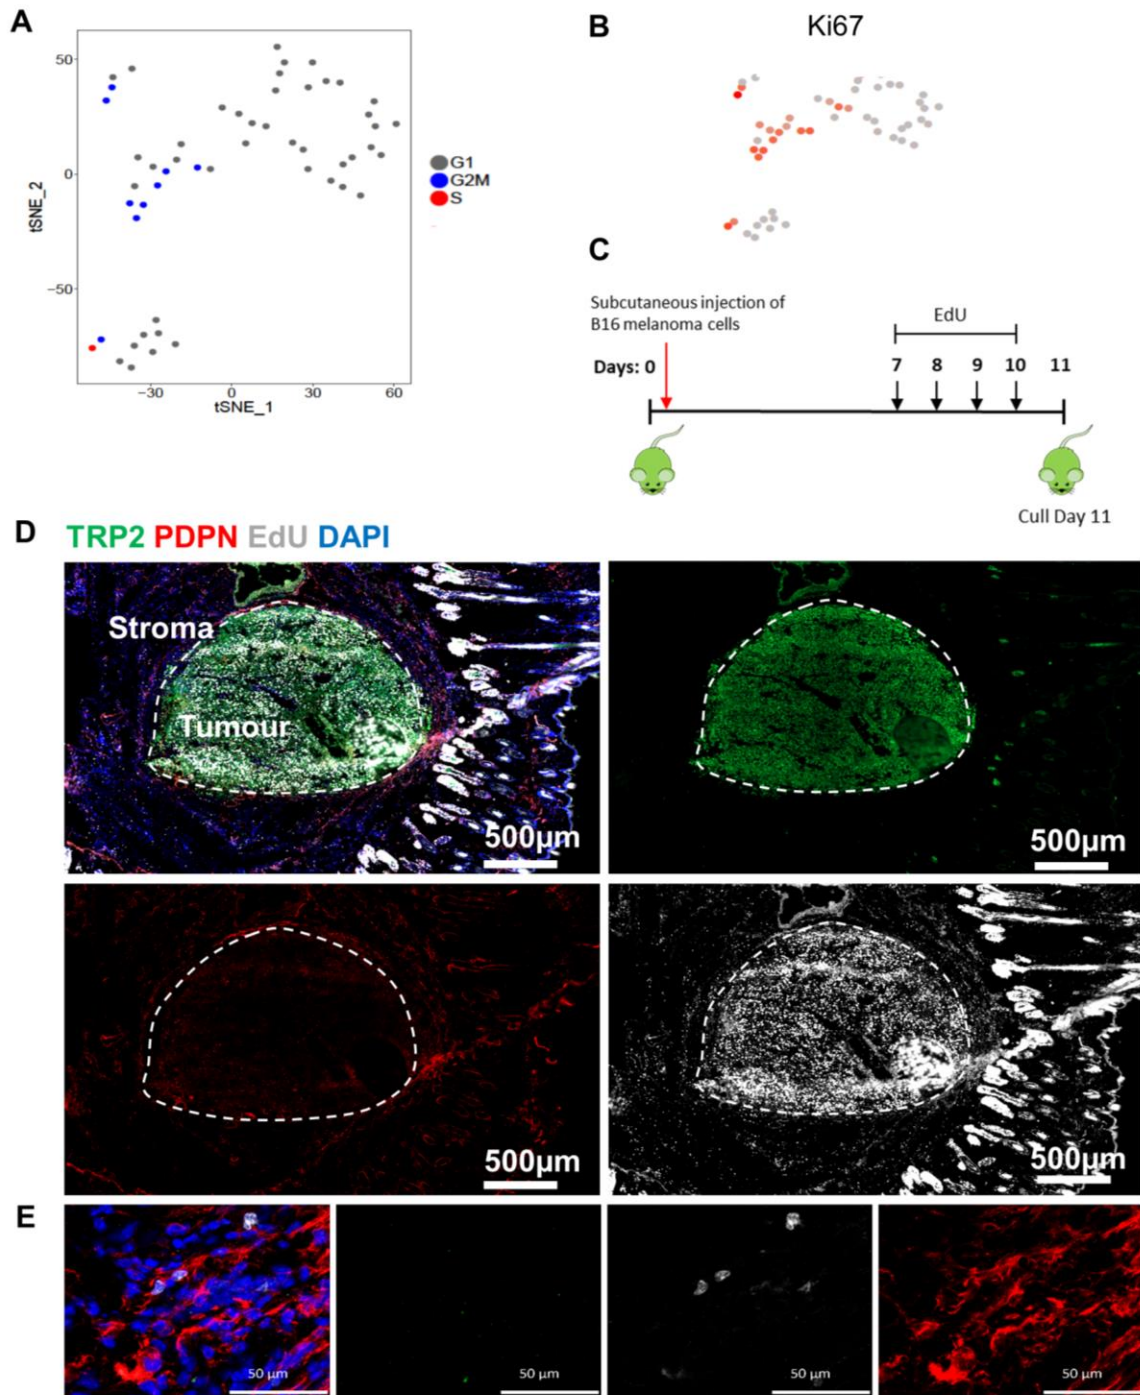 A
50
0
−50
tSNE_2
−30
0
30
60
tSNE_1
G1
G2M
S
B
Ki67
C
Subcutaneous injection of
B16 melanoma cells
EdU
Days: 0
7
8
9
10
11
Cull Day 11
D
TRP2 PDPN EdU DAPI
Stroma
Tumour
500µm
500µm
500µm
500µm
E
50 µm
50 µm
50 µm
50 µm